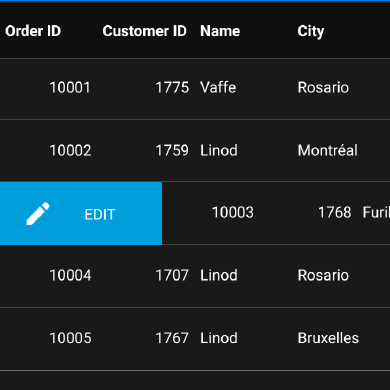 Order ID Customer ID Name City
10001 1775 Vaffe Rosario
10002 1759 Linod Montréal
EDIT 10003 1768
10004 1707 Linod Rosario
10005 1767 Linod Bruxelles